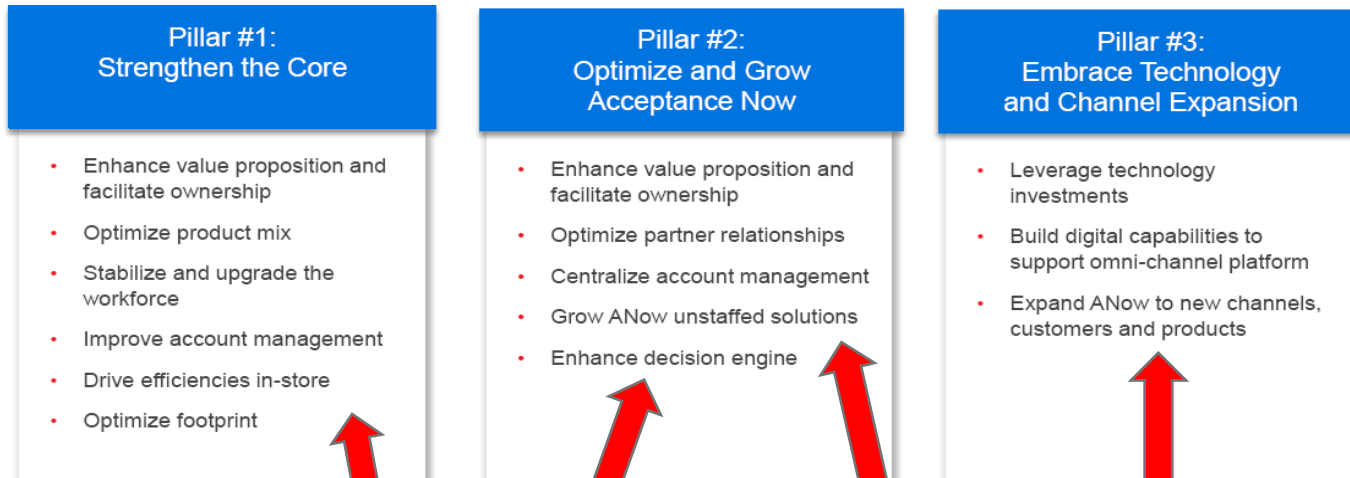 Pillar #1:
Strengthen the Core
• Enhance value proposition and
facilitate ownership
• Optimize product mix
• Stabilize and upgrade the
workforce
• Improve account management
• Drive efficiencies in-store
• Optimize footprint
Pillar #2:
Optimize and Grow
Acceptance Now
• Enhance value proposition and
facilitate ownership
• Optimize partner relationships
• Centralize account management
• Grow ANow unstaffed solutions
• Enhance decision engine
Pillar #3:
Embrace Technology
and Channel Expansion
• Leverage technology
investments
• Build digital capabilities to
support omni-channel platform
• Expand ANow to new channels,
customers and products